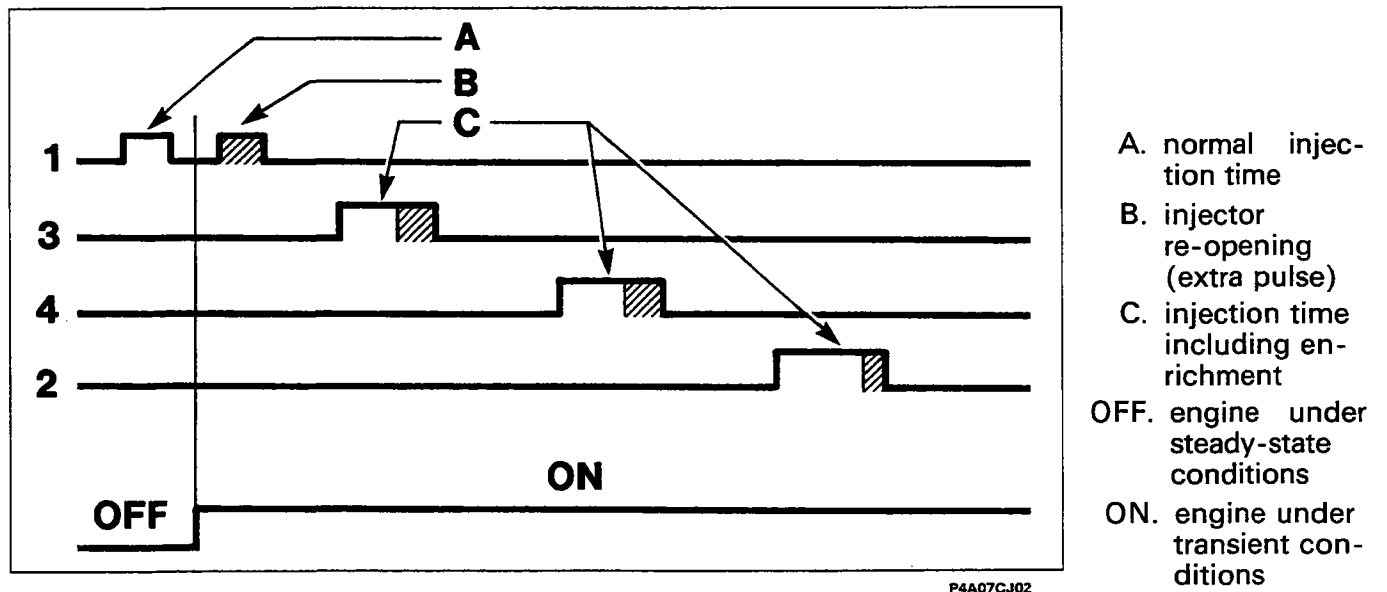 A
B
C
1
3
4
2
ON
OFF
P4A07CJ02
A. normal injec-
tion time
B. injector
re-opening
(extra pulse)
C. injection time
including en-
richment
OFF. engine under
steady-state
conditions
ON. engine under
transient con-
ditions